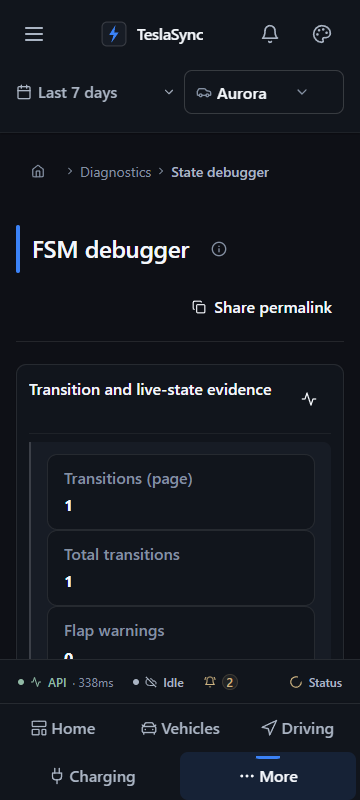 TeslaSync
Last 7 days
Aurora
Diagnostics
State debugger
FSM debugger
Share permalink
Transition and live-state evidence
Transitions (page)
1
Total transitions
1
Flap warnings
0
API · 338ms
Idle
2
Status
Home
Vehicles
Driving
Charging
More